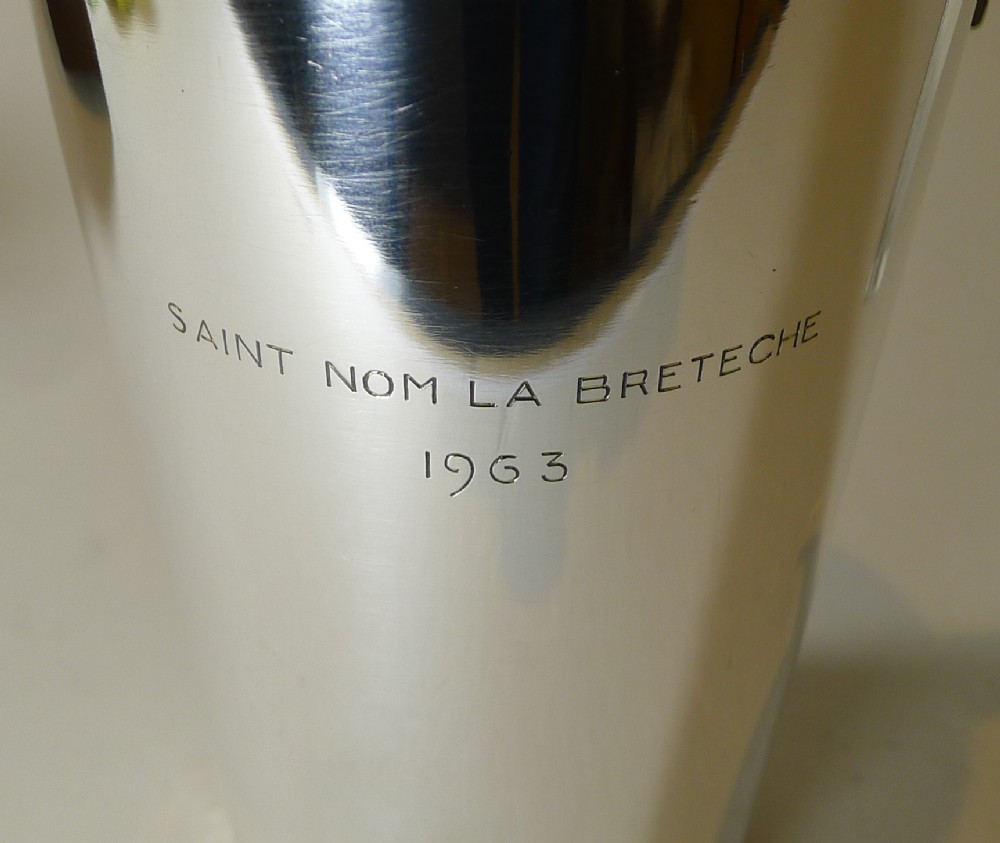 SAINT NOM LA BRETECHE
1963